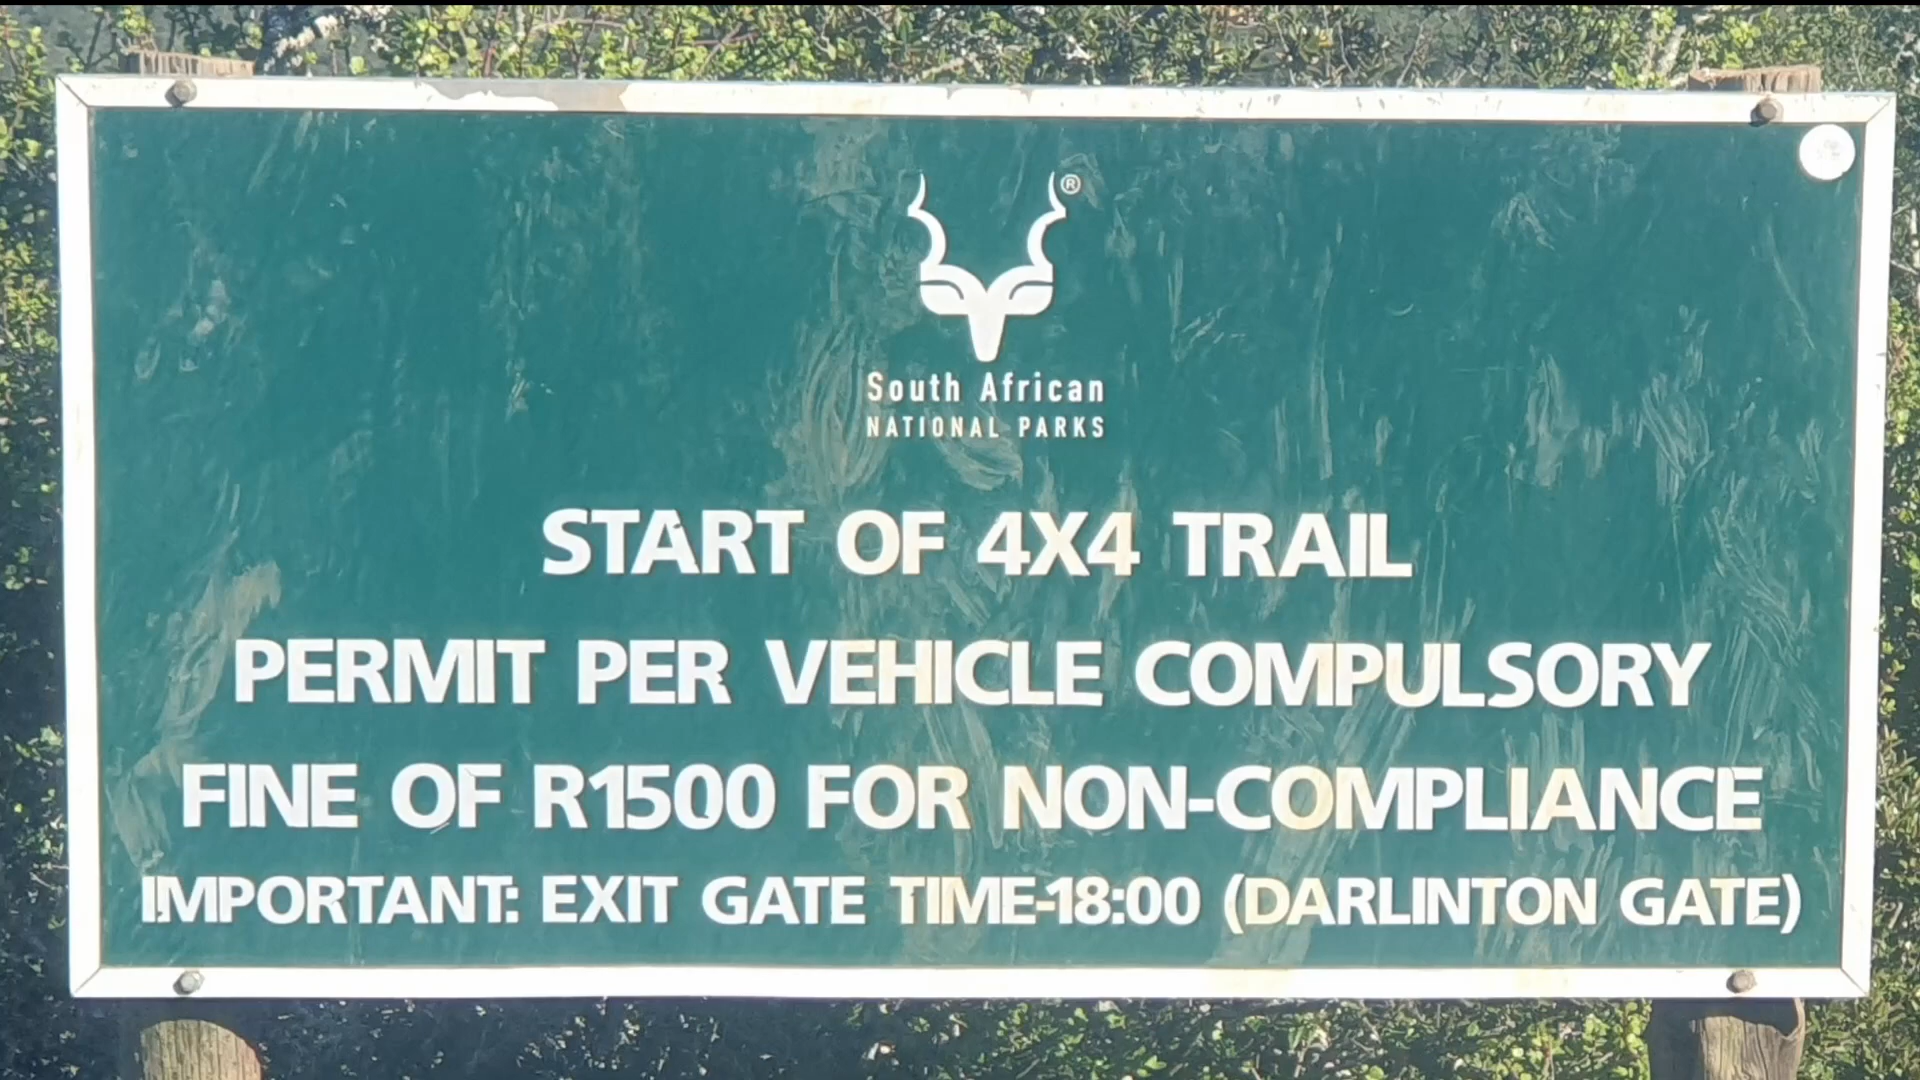 ®
South African
NATIONAL PARKS
START OF 4X4 TRAIL
PERMIT PER VEHICLE COMPULSORY
FINE OF R1500 FOR NON-COMPLIANCE
IMPORTANT: EXIT GATE TIME-18:00 (DARLINTON GATE)